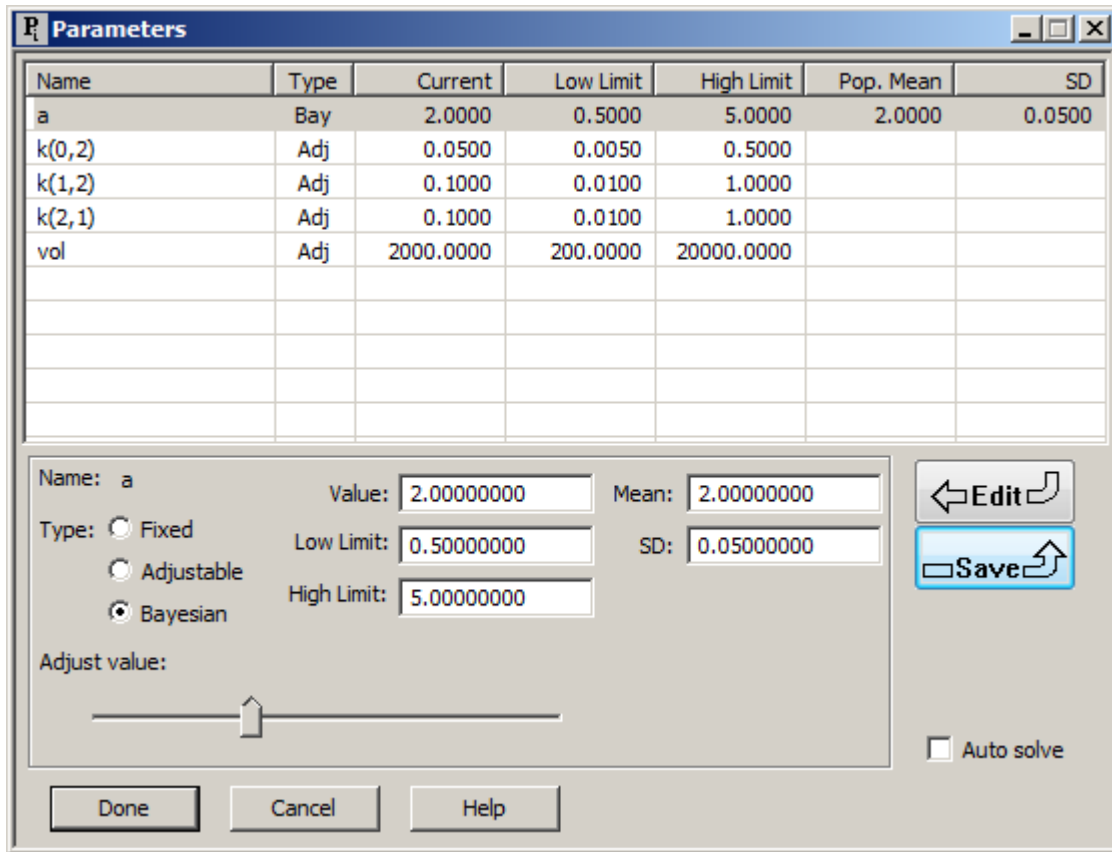 Parameters
Name Type Current Low Limit High Limit Pop. Mean SD
a Bay 2.0000 0.5000 5.0000 2.0000 0.0500
k(0,2) Adj 0.0500 0.0050 0.5000
k(1,2) Adj 0.1000 0.0100 1.0000
k(2,1) Adj 0.1000 0.0100 1.0000
vol Adj 2000.0000 200.0000 20000.0000
Name: a
Value: 2.00000000 Mean: 2.00000000
Edit
Type: Fixed
Low Limit: 0.50000000 SD: 0.05000000
Save
Adjustable
High Limit: 5.00000000
Bayesian
Adjust value:
Auto solve
Done Cancel Help